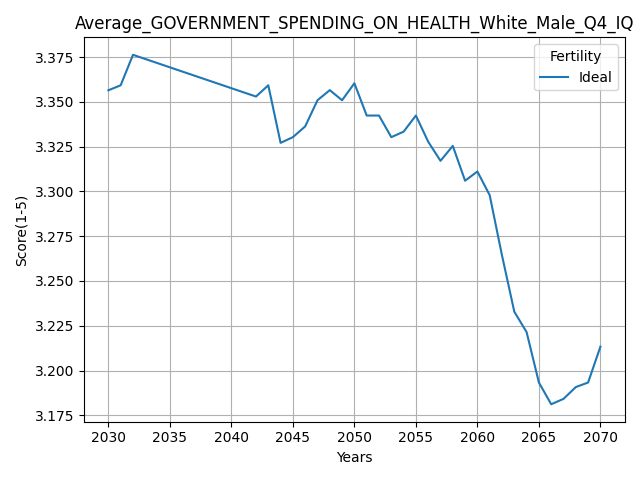 Average_GOVERNMENT_SPENDING_ON_HEALTH_White_Male_Q4_IQ
Fertility
Ideal
3.375
3.350
3.325
3.300
3.275
3.250
3.225
3.200
3.175
Score(1-5)
2030 2035 2040 2045 2050 2055 2060 2065 2070
Years